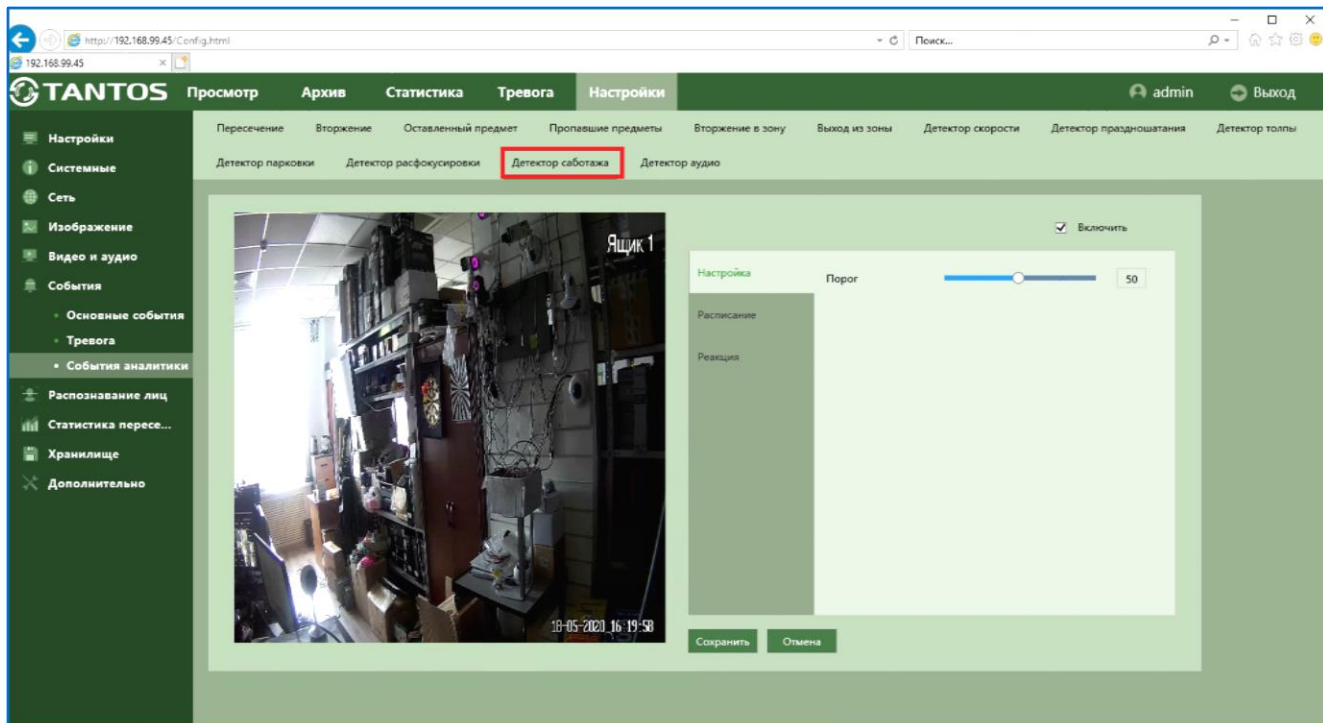 http://192.168.99.45/Config.html
Поиск...
192.168.99.45
TANTOS
Просмотр Архив Статистика Тревога Настройки
admin Выход
Настройки
Системные
Сеть
Изображение
Видео и аудио
События
Основные события
Тревога
События аналитики
Распознавание лиц
Статистика пересе...
Хранилище
Дополнительно
Пересечение Вторжение Оставленный предмет Пропавшие предметы Вторжение в зону Выход из зоны Детектор скорости Детектор праздношатания Детектор толпы
Детектор парковки Детектор расфокусировки Детектор саботажа Детектор аудио
Ящик 1
18-05-2020 16:19:58
Включить
Настройка
Расписание
Реакция
Порог 50
Сохранить Отмена